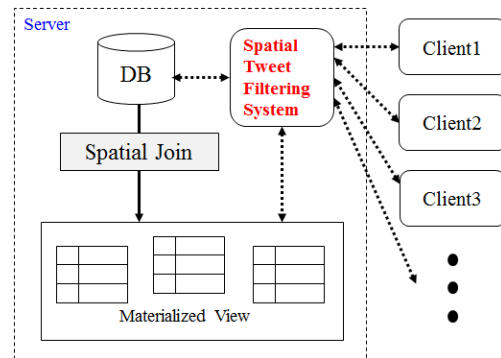 Server
DB
Spatial
Tweet
Filtering
System
Client1
Client2
Client3
Spatial Join
Materialized View